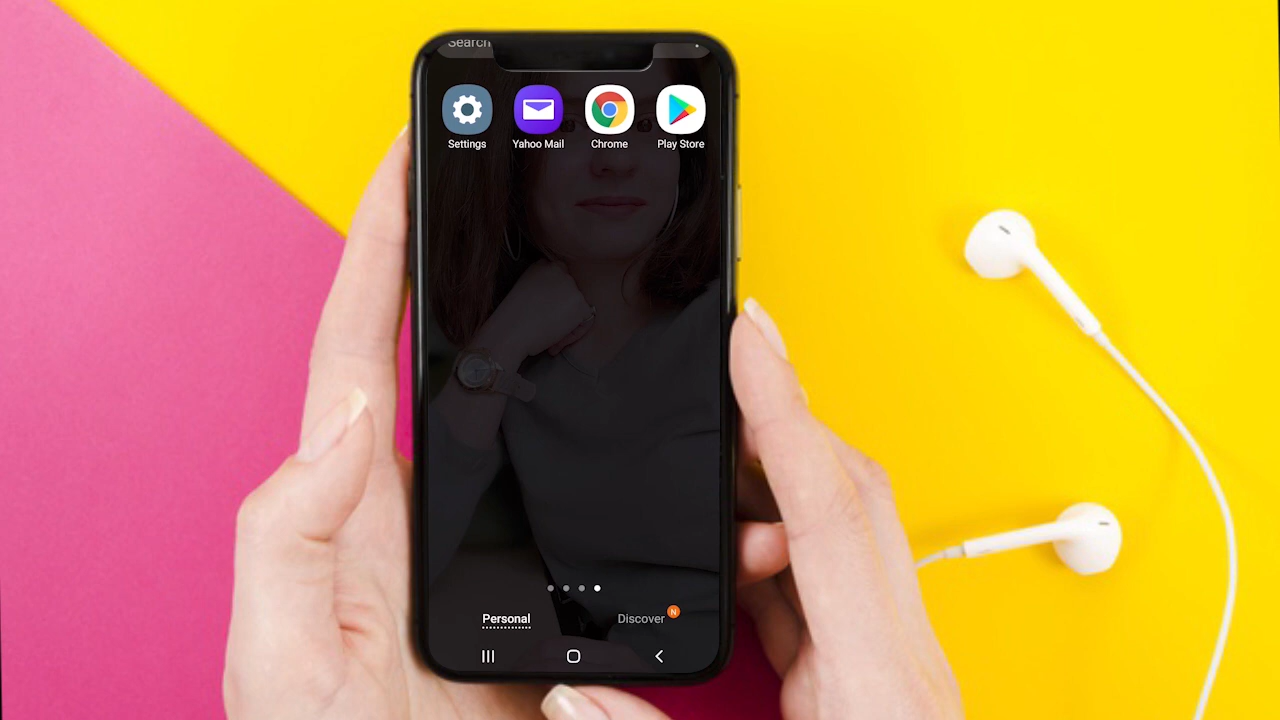 Search
Settings
Yahoo Mail
Chrome
Play Store
Personal
Discover
N